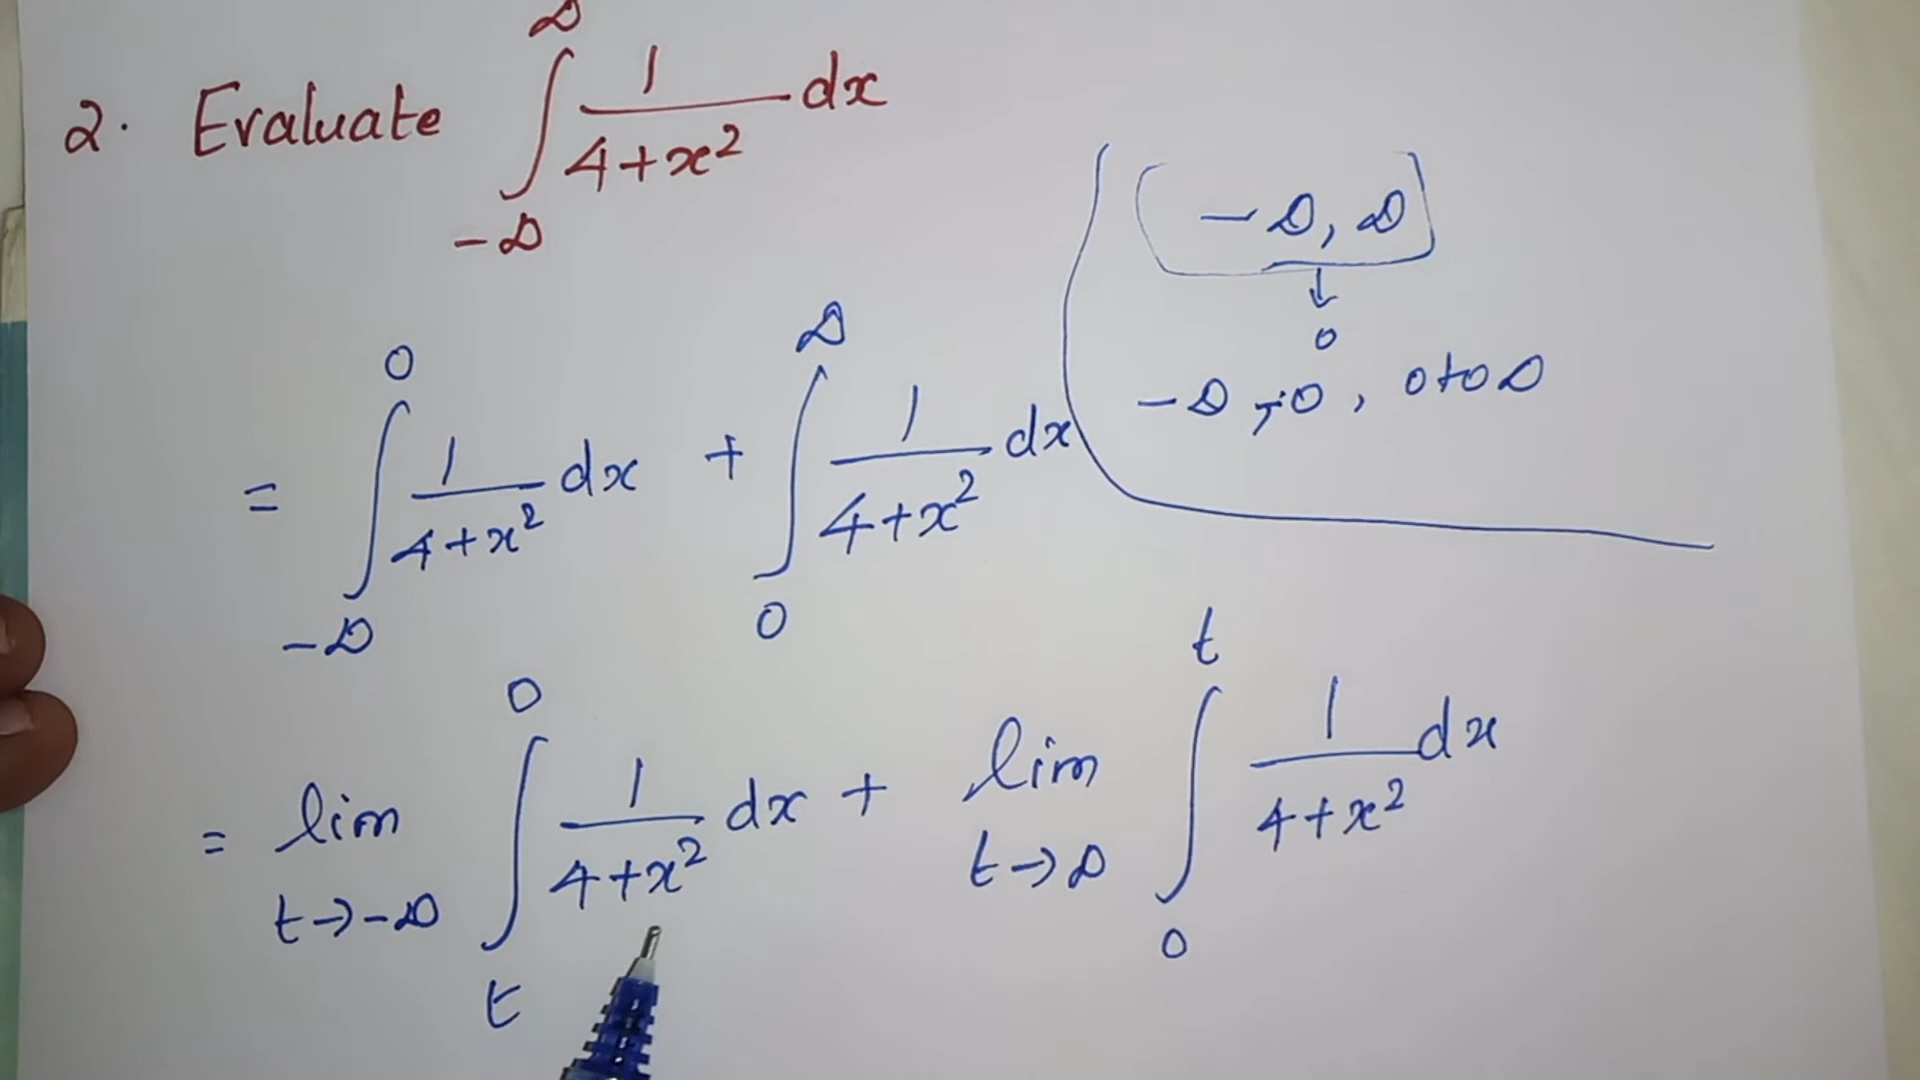 2. Evaluate ∫_{-∞}^{∞} 1/(4+x²) dx
(-∞, ∞)
↓
0
-∞ to 0, 0 to ∞
= ∫_{-∞}^{0} 1/(4+x²) dx + ∫_{0}^{∞} 1/(4+x²) dx
= lim_{t→-∞} ∫_{t}^{0} 1/(4+x²) dx + lim_{t→∞} ∫_{0}^{t} 1/(4+x²) dx